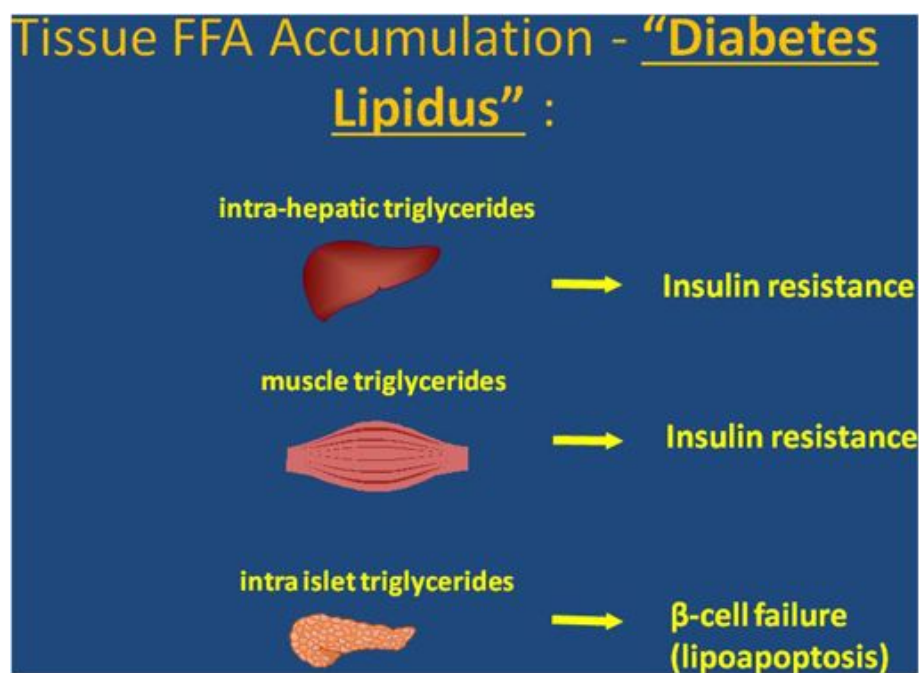 Tissue FFA Accumulation - “Diabetes
Lipidus” :
intra-hepatic triglycerides
Insulin resistance
muscle triglycerides
Insulin resistance
intra islet triglycerides
β-cell failure
(lipoapoptosis)